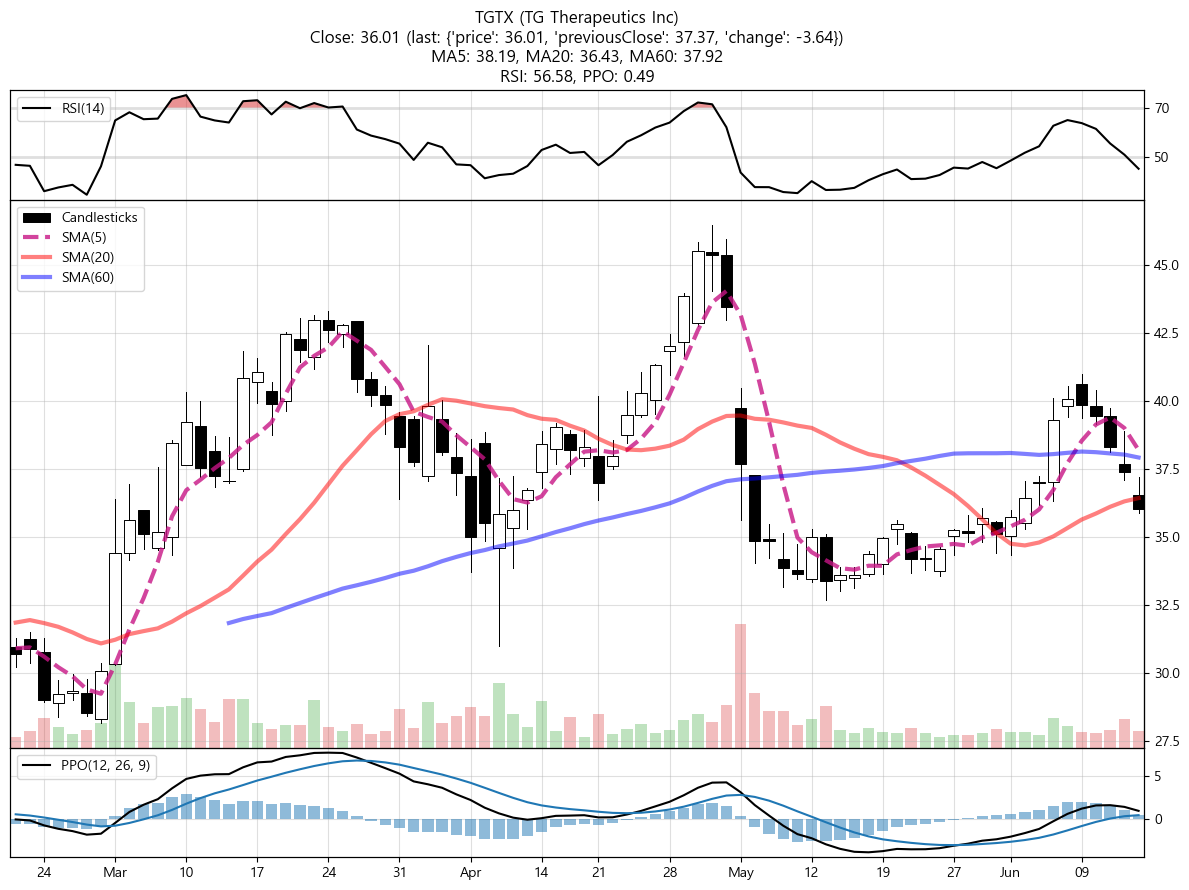 TGTX (TG Therapeutics Inc)
Close: 36.01 (last: {'price': 36.01, 'previousClose': 37.37, 'change': -3.64})
MA5: 38.19, MA20: 36.43, MA60: 37.92
RSI: 56.58, PPO: 0.49
RSI(14)
70
50
Candlesticks
SMA(5)
SMA(20)
SMA(60)
45.0
42.5
40.0
37.5
35.0
32.5
30.0
27.5
PPO(12, 26, 9)
5
0
24 Mar 10 17 24 31 Apr 14 21 28 May 12 19 27 Jun 09